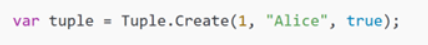 var tuple = Tuple.Create(1, "Alice", true);